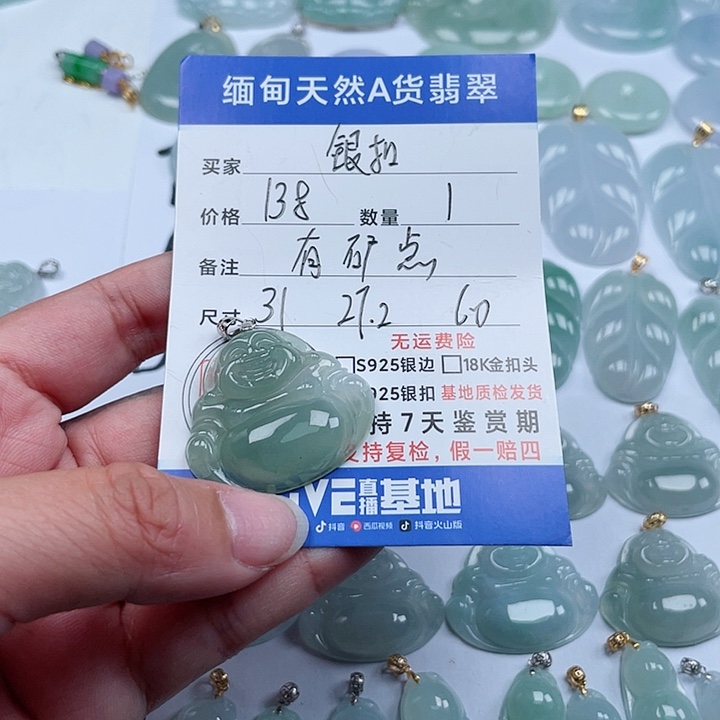 缅甸天然A货翡翠
买家 银扣
价格 138 数量 1
备注 有矿点
尺寸 31 27.2 6.0
无运费险
S925银边 18K金扣头
925银扣 基地质检发货
持7天鉴赏期
支持复检，假一赔四
IVE直播基地
抖音 西瓜视频 抖音火山版